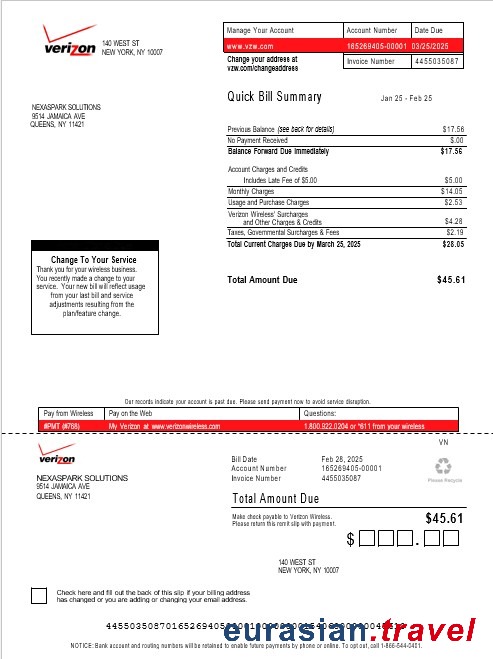 verizon
140 WEST ST
NEW YORK, NY 10007
Manage Your Account Account Number Date Due
www.vzw.com 165269405-00001 03/25/2025
Change your address at
vzw.com/changeaddress
Invoice Number 4455035087
Quick Bill Summary Jan 25 - Feb 25
NEXASPARK SOLUTIONS
9514 JAMAICA AVE
QUEENS, NY 11421
Previous Balance (see back for details) $17.56
No Payment Received $.00
Balance Forward Due Immediately $17.56
Account Charges and Credits
Includes Late Fee of $5.00 $5.00
Monthly Charges $14.05
Usage and Purchase Charges $2.53
Verizon Wireless' Surcharges
and Other Charges & Credits $4.28
Taxes, Governmental Surcharges & Fees $2.19
Total Current Charges Due by March 25, 2025 $28.05
Change To Your Service
Thank you for your wireless business.
You recently made a change to your
service. Your new bill will reflect usage
from your last bill and service
adjustments resulting from the
plan/feature change.
Total Amount Due $45.61
Our records indicate your account is past due. Please send payment now to avoid service disruption.
Pay from Wireless Pay on the Web Questions:
#PMT (#768) My Verizon at www.verizonwireless.com 1.800.922.0204 or *611 from your wireless
VN
verizon
NEXASPARK SOLUTIONS
9514 JAMAICA AVE
QUEENS, NY 11421
Bill Date Feb 28, 2025
Account Number 165269405-00001
Invoice Number 4455035087
Please Recycle
Total Amount Due
Make check payable to Verizon Wireless.
Please return this remit slip with payment.
$45.61
$ .
140 WEST ST
NEW YORK, NY 10007
Check here and fill out the back of this slip if your billing address
has changed or you are adding or changing your email address.
eurasian.travel
NOTICE: Bank account and routing numbers will be retained to enable future payments by phone or online. To opt out, call 1-866-544-0401.